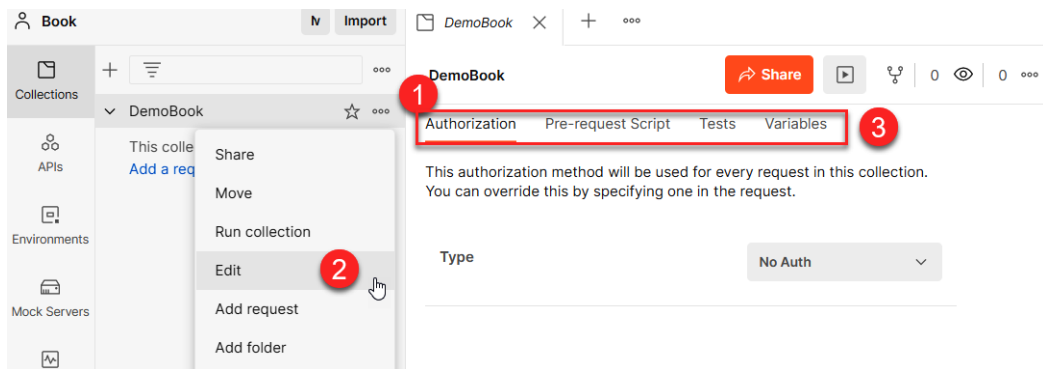 Book
N Import
DemoBook
DemoBook
Share
0
0
Collections
DemoBook
1
Authorization Pre-request Script Tests Variables
3
This colle
Add a req
This authorization method will be used for every request in this collection.
You can override this by specifying one in the request.
APIs
Share
Move
Run collection
Edit
2
Add request
Add folder
Environments
Mock Servers
Type
No Auth